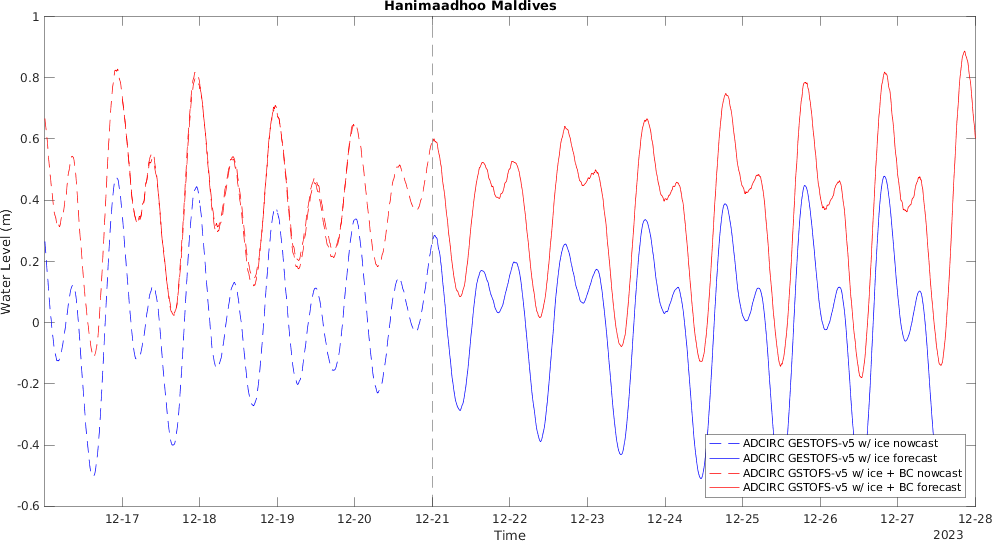 Hanimaadhoo Maldives
Water Level (m)
1
0.8
0.6
0.4
0.2
0
-0.2
-0.4
-0.6
ADCIRC GESTOFS-v5 w/ ice nowcast
ADCIRC GESTOFS-v5 w/ ice forecast
ADCIRC GSTOFS-v5 w/ ice + BC nowcast
ADCIRC GSTOFS-v5 w/ ice + BC forecast
12-17 12-18 12-19 12-20 12-21 12-22 12-23 12-24 12-25 12-26 12-27 12-28
Time
2023